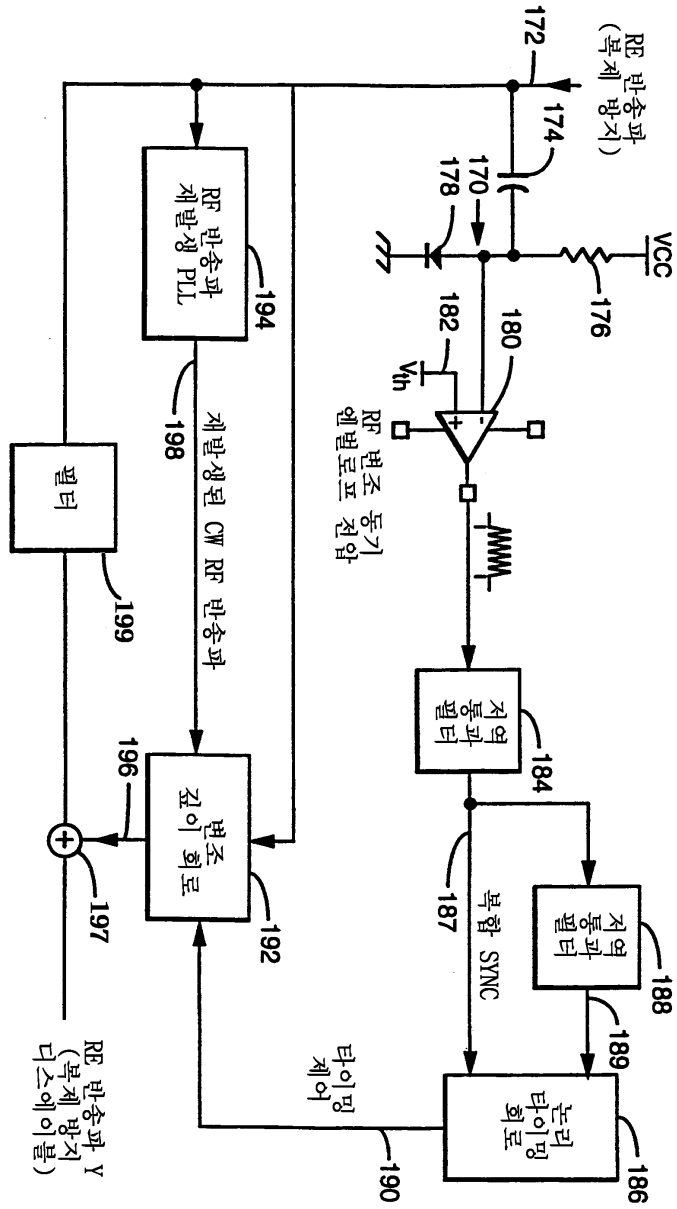 RE 반송파
(복제 방지)
172
174
VCC
176
170
178
180
182
Vth
-
+
RF 변조 동기
엔벌로프 전압
저역
통과
필터
184
저역
통과
필터
188
189
187
복합 SYNC
논리
타이밍
회로
186
타이밍
제어
190
RF 반송파
재발생 PLL
194
198
재발생된 CW RF 반송파
변조
깊이 회로
192
196
+
197
필터
199
RE 반송파 Y
(복제 방지
디스에이블)